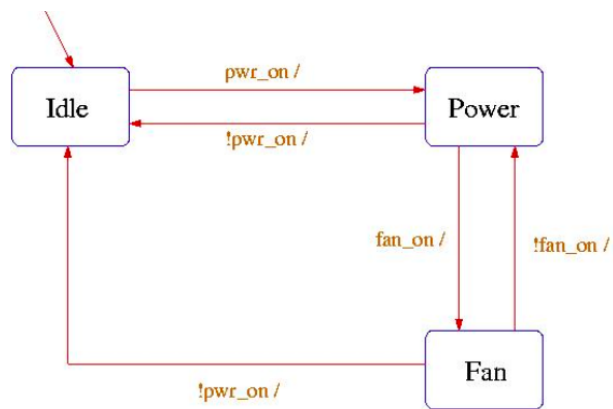 pwr_on /
Idle
Power
!pwr_on /
fan_on /
!fan_on /
Fan
!pwr_on /